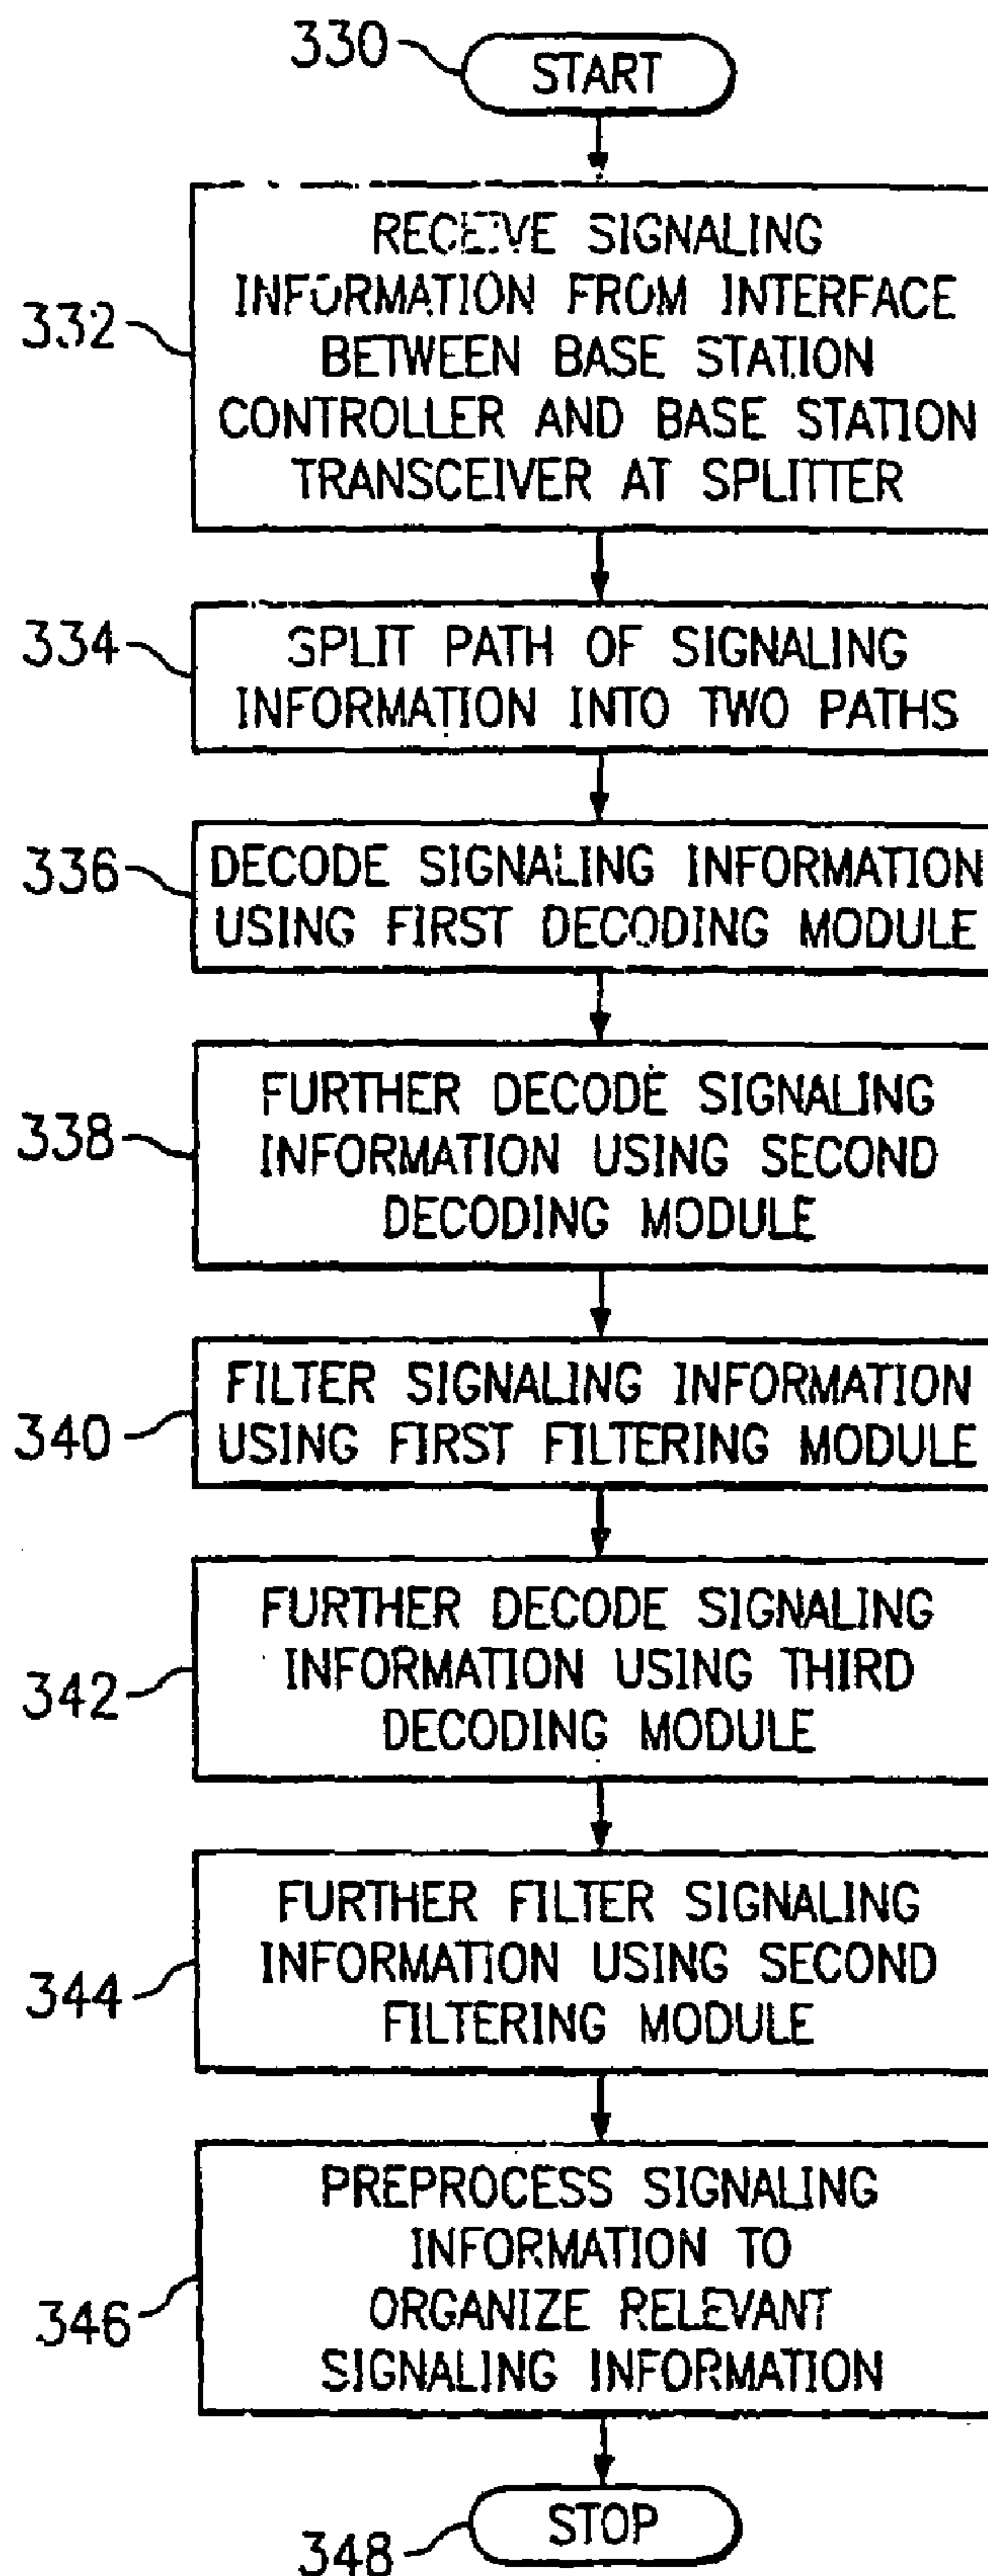 330
START
332
RECEIVE SIGNALING
INFORMATION FROM INTERFACE
BETWEEN BASE STATION
CONTROLLER AND BASE STATION
TRANSCEIVER AT SPLITTER
334
SPLIT PATH OF SIGNALING
INFORMATION INTO TWO PATHS
336
DECODE SIGNALING INFORMATION
USING FIRST DECODING MODULE
338
FURTHER DECODE SIGNALING
INFORMATION USING SECOND
DECODING MODULE
340
FILTER SIGNALING INFORMATION
USING FIRST FILTERING MODULE
342
FURTHER DECODE SIGNALING
INFORMATION USING THIRD
DECODING MODULE
344
FURTHER FILTER SIGNALING
INFORMATION USING SECOND
FILTERING MODULE
346
PREPROCESS SIGNALING
INFORMATION TO
ORGANIZE RELEVANT
SIGNALING INFORMATION
STOP
348